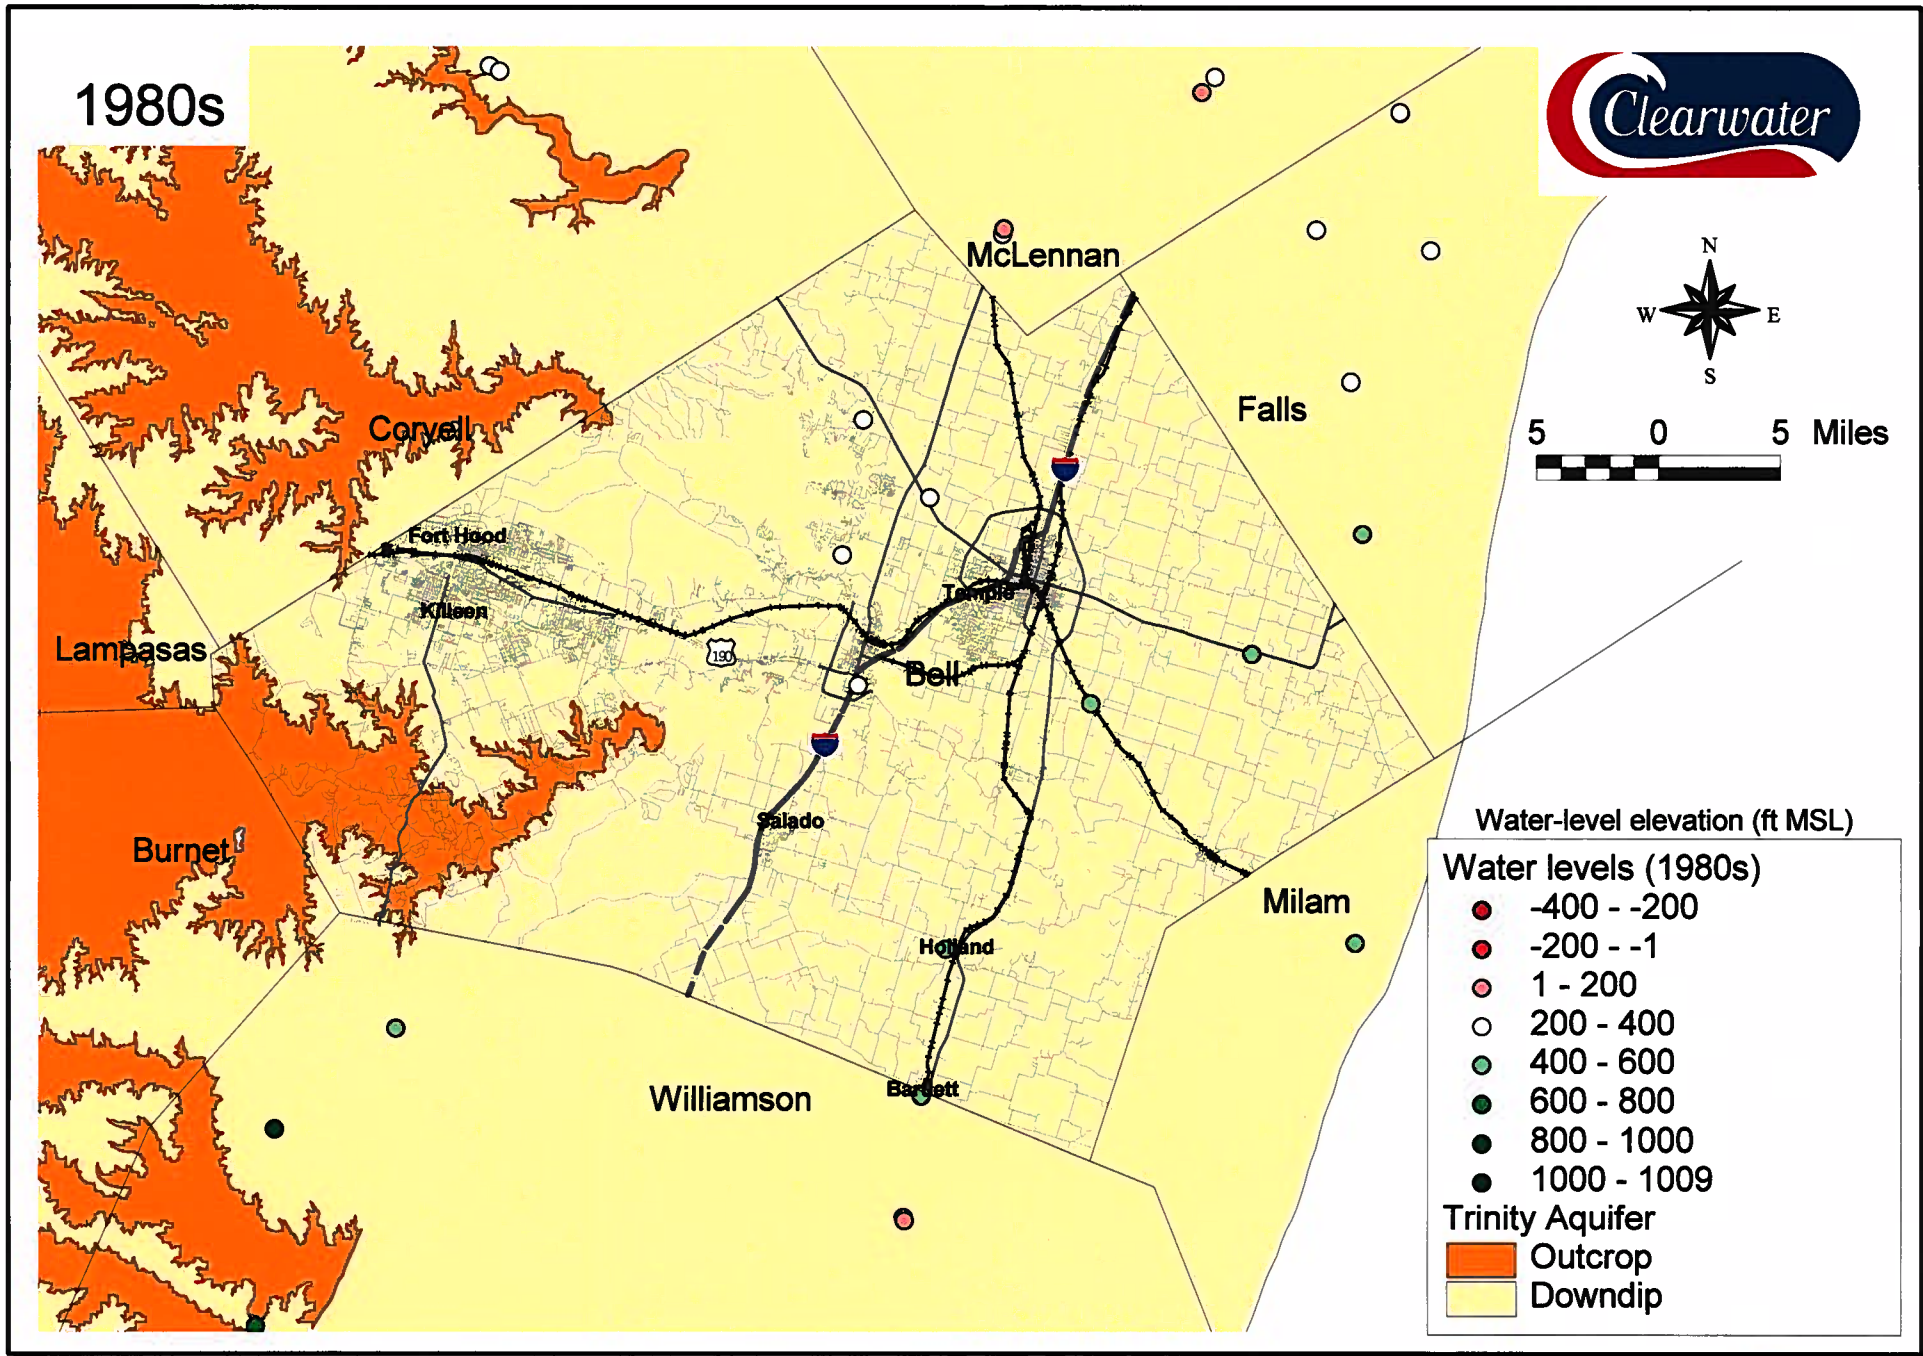 1980s
Clearwater
McLennan
N
W E
S
Falls
5 0 5 Miles
Coryell
Fort Hood
Killeen
Temple
Lampasas
190
Bell
Salado
Burnet
Holland
Milam
Williamson
Bartlett
Water-level elevation (ft MSL)
Water levels (1980s)
-400 - -200
-200 - -1
1 - 200
200 - 400
400 - 600
600 - 800
800 - 1000
1000 - 1009
Trinity Aquifer
Outcrop
Downdip